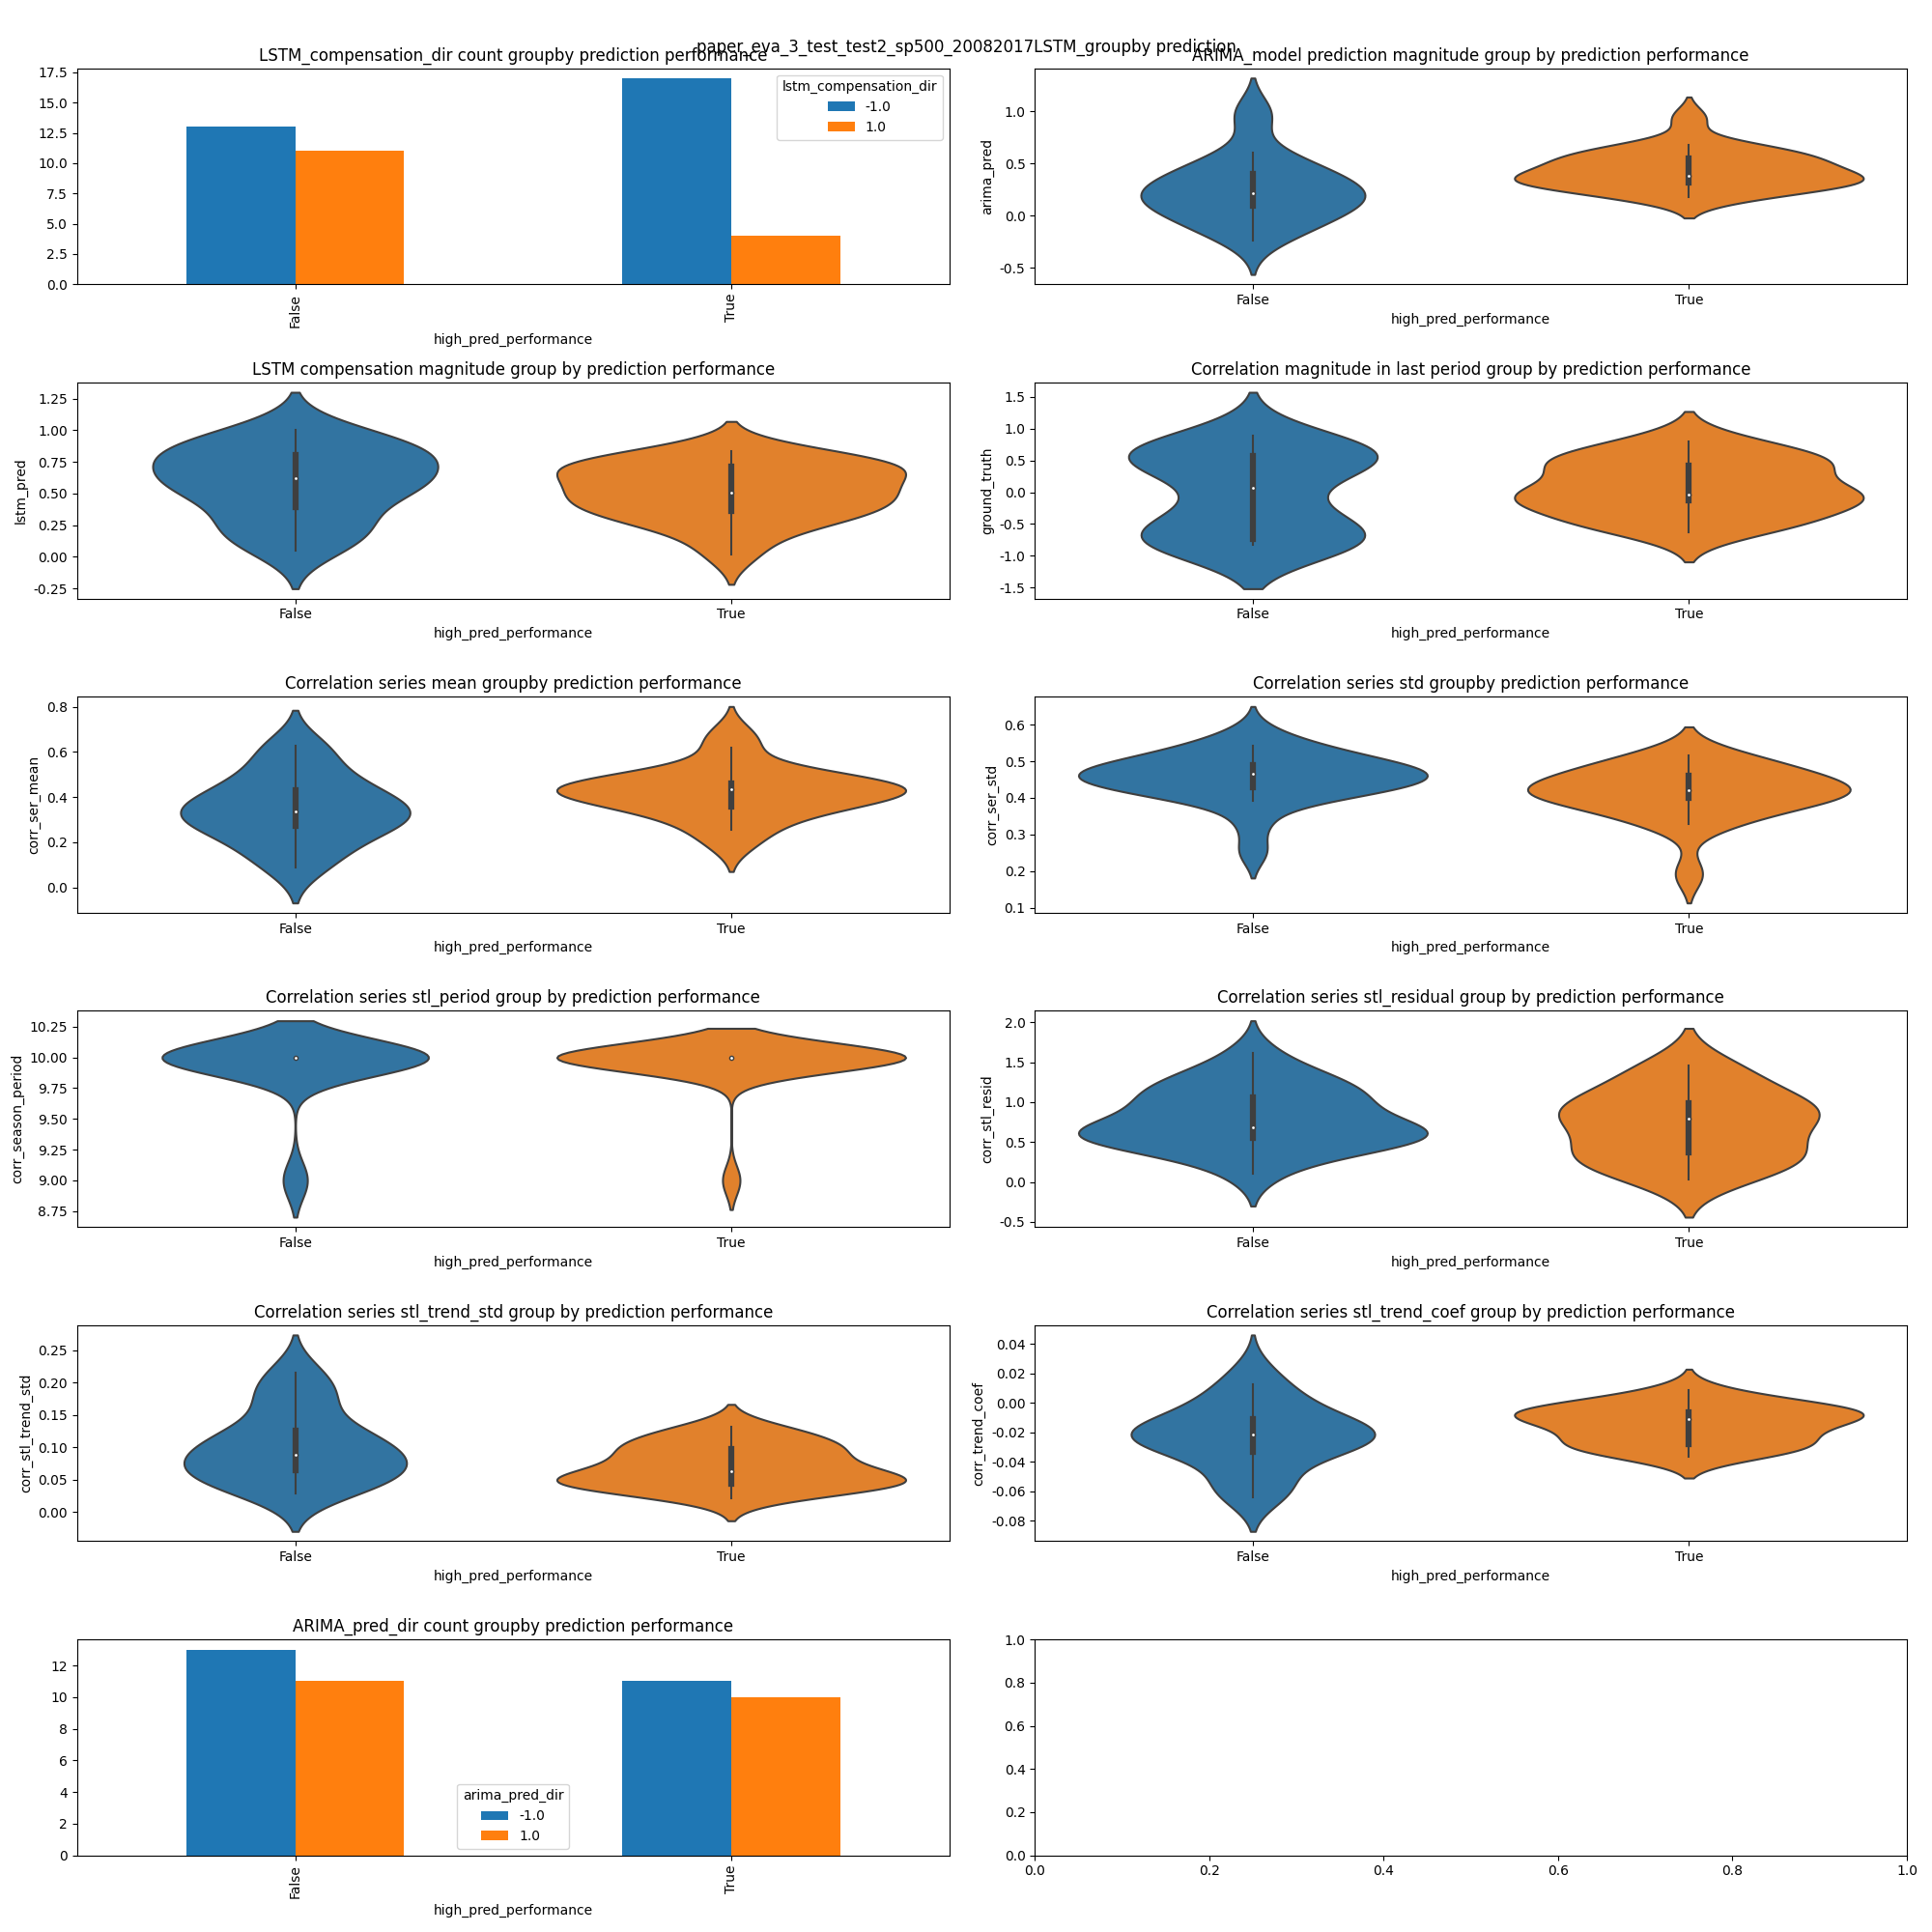 paper_eva_3_test_test2_sp500_20082017LSTM_groupby prediction
LSTM_compensation_dir count groupby prediction performance
17.5
15.0
12.5
10.0
7.5
5.0
2.5
0.0
lstm_compensation_dir
-1.0
1.0
False
True
high_pred_performance
ARIMA_model prediction magnitude group by prediction performance
arima_pred
1.0
0.5
0.0
-0.5
False
True
high_pred_performance
LSTM compensation magnitude group by prediction performance
lstm_pred
1.25
1.00
0.75
0.50
0.25
0.00
-0.25
False
True
high_pred_performance
Correlation magnitude in last period group by prediction performance
ground_truth
1.5
1.0
0.5
0.0
-0.5
-1.0
-1.5
False
True
high_pred_performance
Correlation series mean groupby prediction performance
corr_ser_mean
0.8
0.6
0.4
0.2
0.0
False
True
high_pred_performance
Correlation series std groupby prediction performance
corr_ser_std
0.6
0.5
0.4
0.3
0.2
0.1
False
True
high_pred_performance
Correlation series stl_period group by prediction performance
corr_season_period
10.25
10.00
9.75
9.50
9.25
9.00
8.75
False
True
high_pred_performance
Correlation series stl_residual group by prediction performance
corr_stl_resid
2.0
1.5
1.0
0.5
0.0
-0.5
False
True
high_pred_performance
Correlation series stl_trend_std group by prediction performance
corr_stl_trend_std
0.25
0.20
0.15
0.10
0.05
0.00
False
True
high_pred_performance
Correlation series stl_trend_coef group by prediction performance
corr_trend_coef
0.04
0.02
0.00
-0.02
-0.04
-0.06
-0.08
False
True
high_pred_performance
ARIMA_pred_dir count groupby prediction performance
12
10
8
6
4
2
0
arima_pred_dir
-1.0
1.0
False
True
high_pred_performance
1.0
0.8
0.6
0.4
0.2
0.0
0.0
0.2
0.4
0.6
0.8
1.0